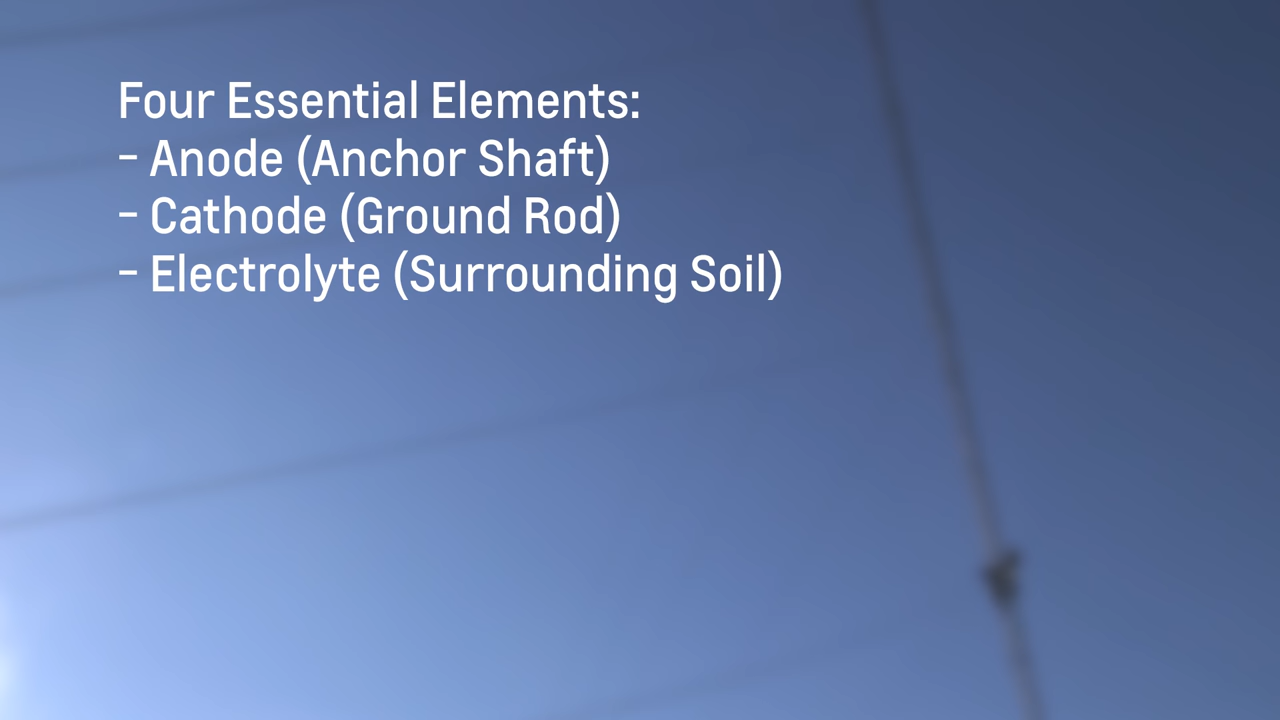 Four Essential Elements:
– Anode (Anchor Shaft)
– Cathode (Ground Rod)
– Electrolyte (Surrounding Soil)